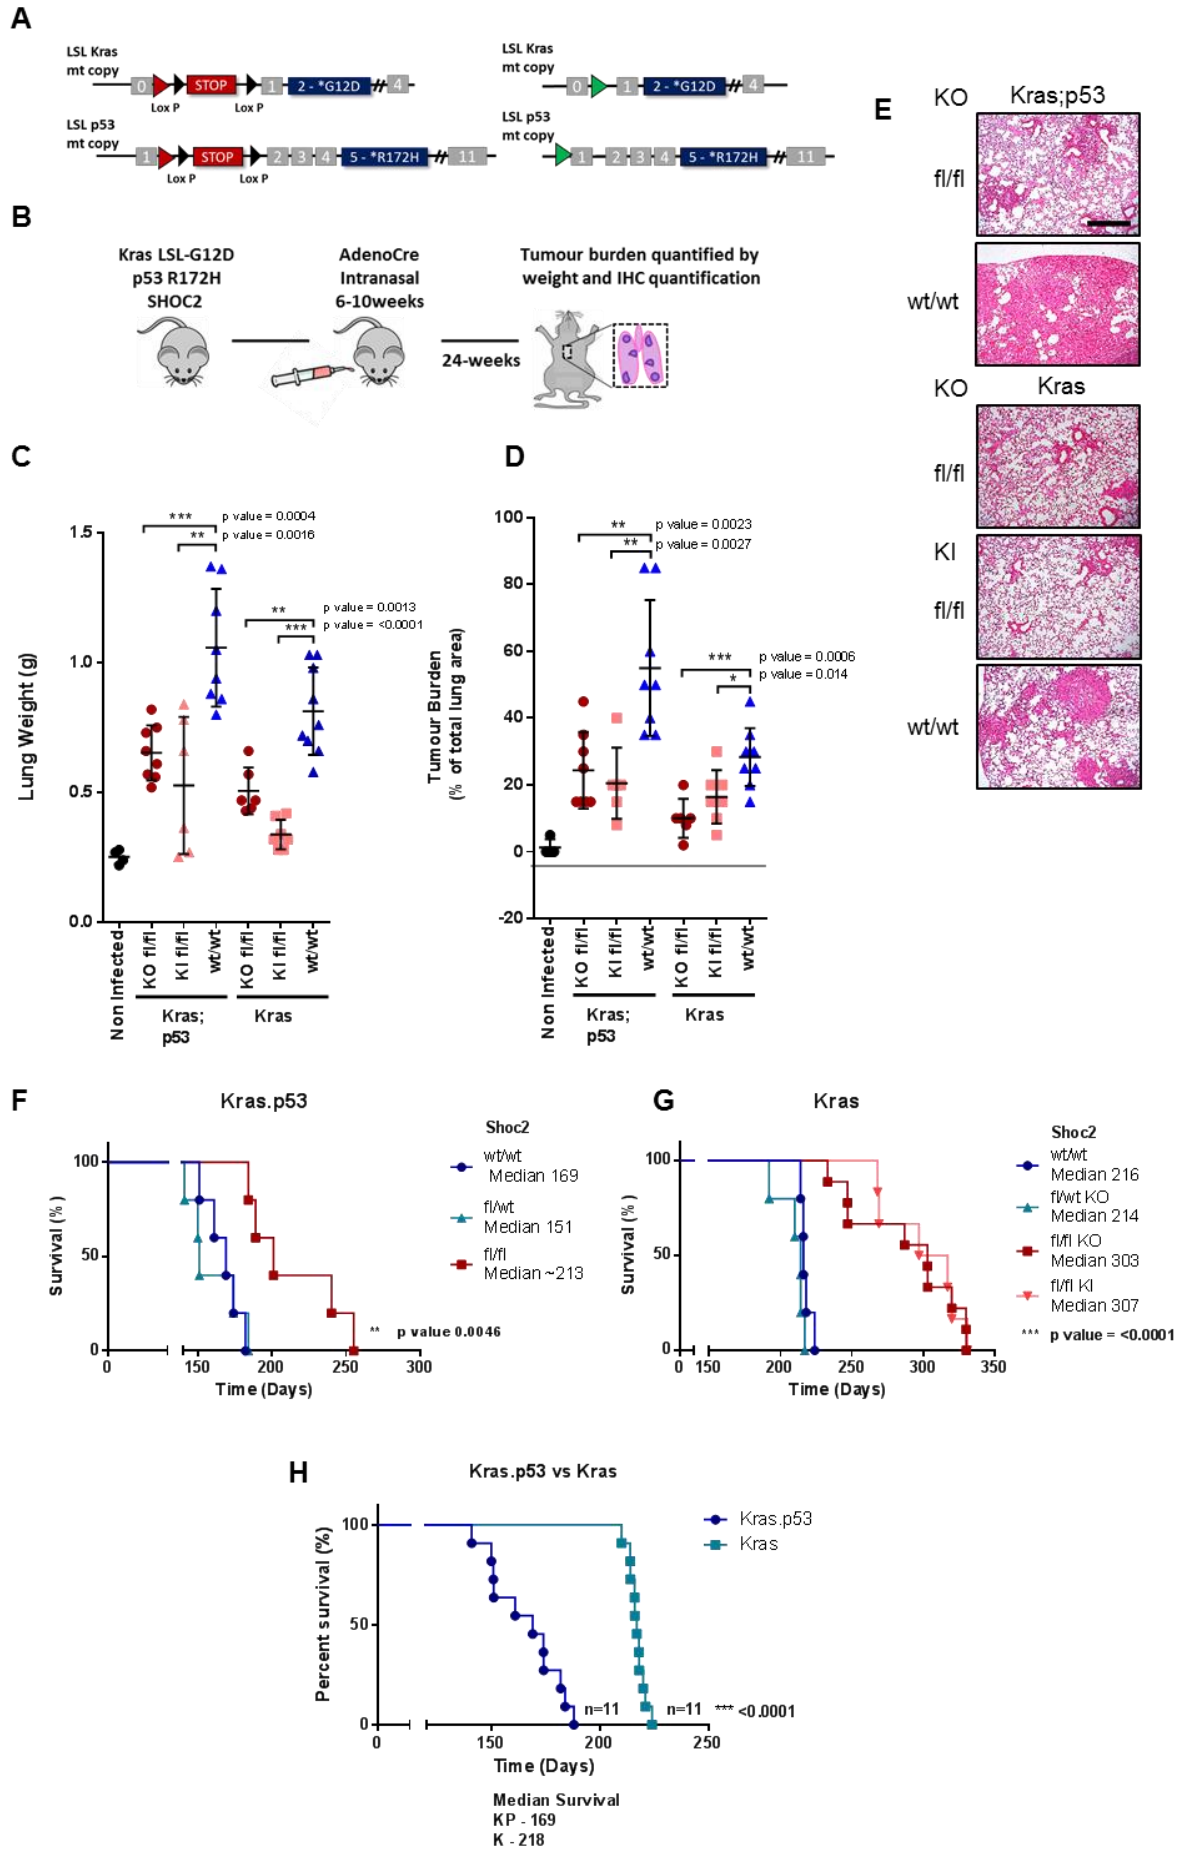 A
LSL Kras
mt copy
0
STOP
1
2 - *G12D
4
Lox P
Lox P
LSL p53
mt copy
1
STOP
2
3
4
5 - *R172H
11
Lox P
Lox P
LSL Kras
mt copy
0
1
2 - *G12D
4
LSL p53
mt copy
1
2
3
4
5 - *R172H
11
B
Kras LSL-G12D
p53 R172H
SHOC2
AdenoCre
Intranasal
6-10weeks
24-weeks
Tumour burden quantified by
weight and IHC quantification
C
Lung Weight (g)
1.5
1.0
0.5
0.0
*** p value = 0.0004
** p value = 0.0016
** p value = 0.0013
*** p value = <0.0001
Non Infected
KO fl/fl
KI fl/fl
wt/wt
KO fl/fl
KI fl/fl
wt/wt
Kras;
p53
Kras
D
Tumour Burden
(% of total lung area)
100
80
60
40
20
0
-20
** p value = 0.0023
** p value = 0.0027
*** p value = 0.0006
* p value = 0.014
Non Infected
KO fl/fl
KI fl/fl
wt/wt
KO fl/fl
KI fl/fl
wt/wt
Kras;
p53
Kras
E
KO
Kras;p53
fl/fl
wt/wt
KO
Kras
fl/fl
KI
fl/fl
wt/wt
F
Kras.p53
Survival (%)
100
50
0
0
150
200
250
300
Time (Days)
Shoc2
wt/wt
Median 169
fl/wt
Median 151
fl/fl
Median ~213
** p value 0.0046
G
Kras
Survival (%)
100
50
0
0
150
200
250
300
350
Time (Days)
Shoc2
wt/wt
Median 216
fl/wt KO
Median 214
fl/fl KO
Median 303
fl/fl KI
Median 307
*** p value = <0.0001
H
Kras.p53 vs Kras
Percent survival (%)
100
50
0
0
150
200
250
Time (Days)
Kras.p53
Kras
n=11
n=11
*** <0.0001
Median Survival
KP - 169
K - 218